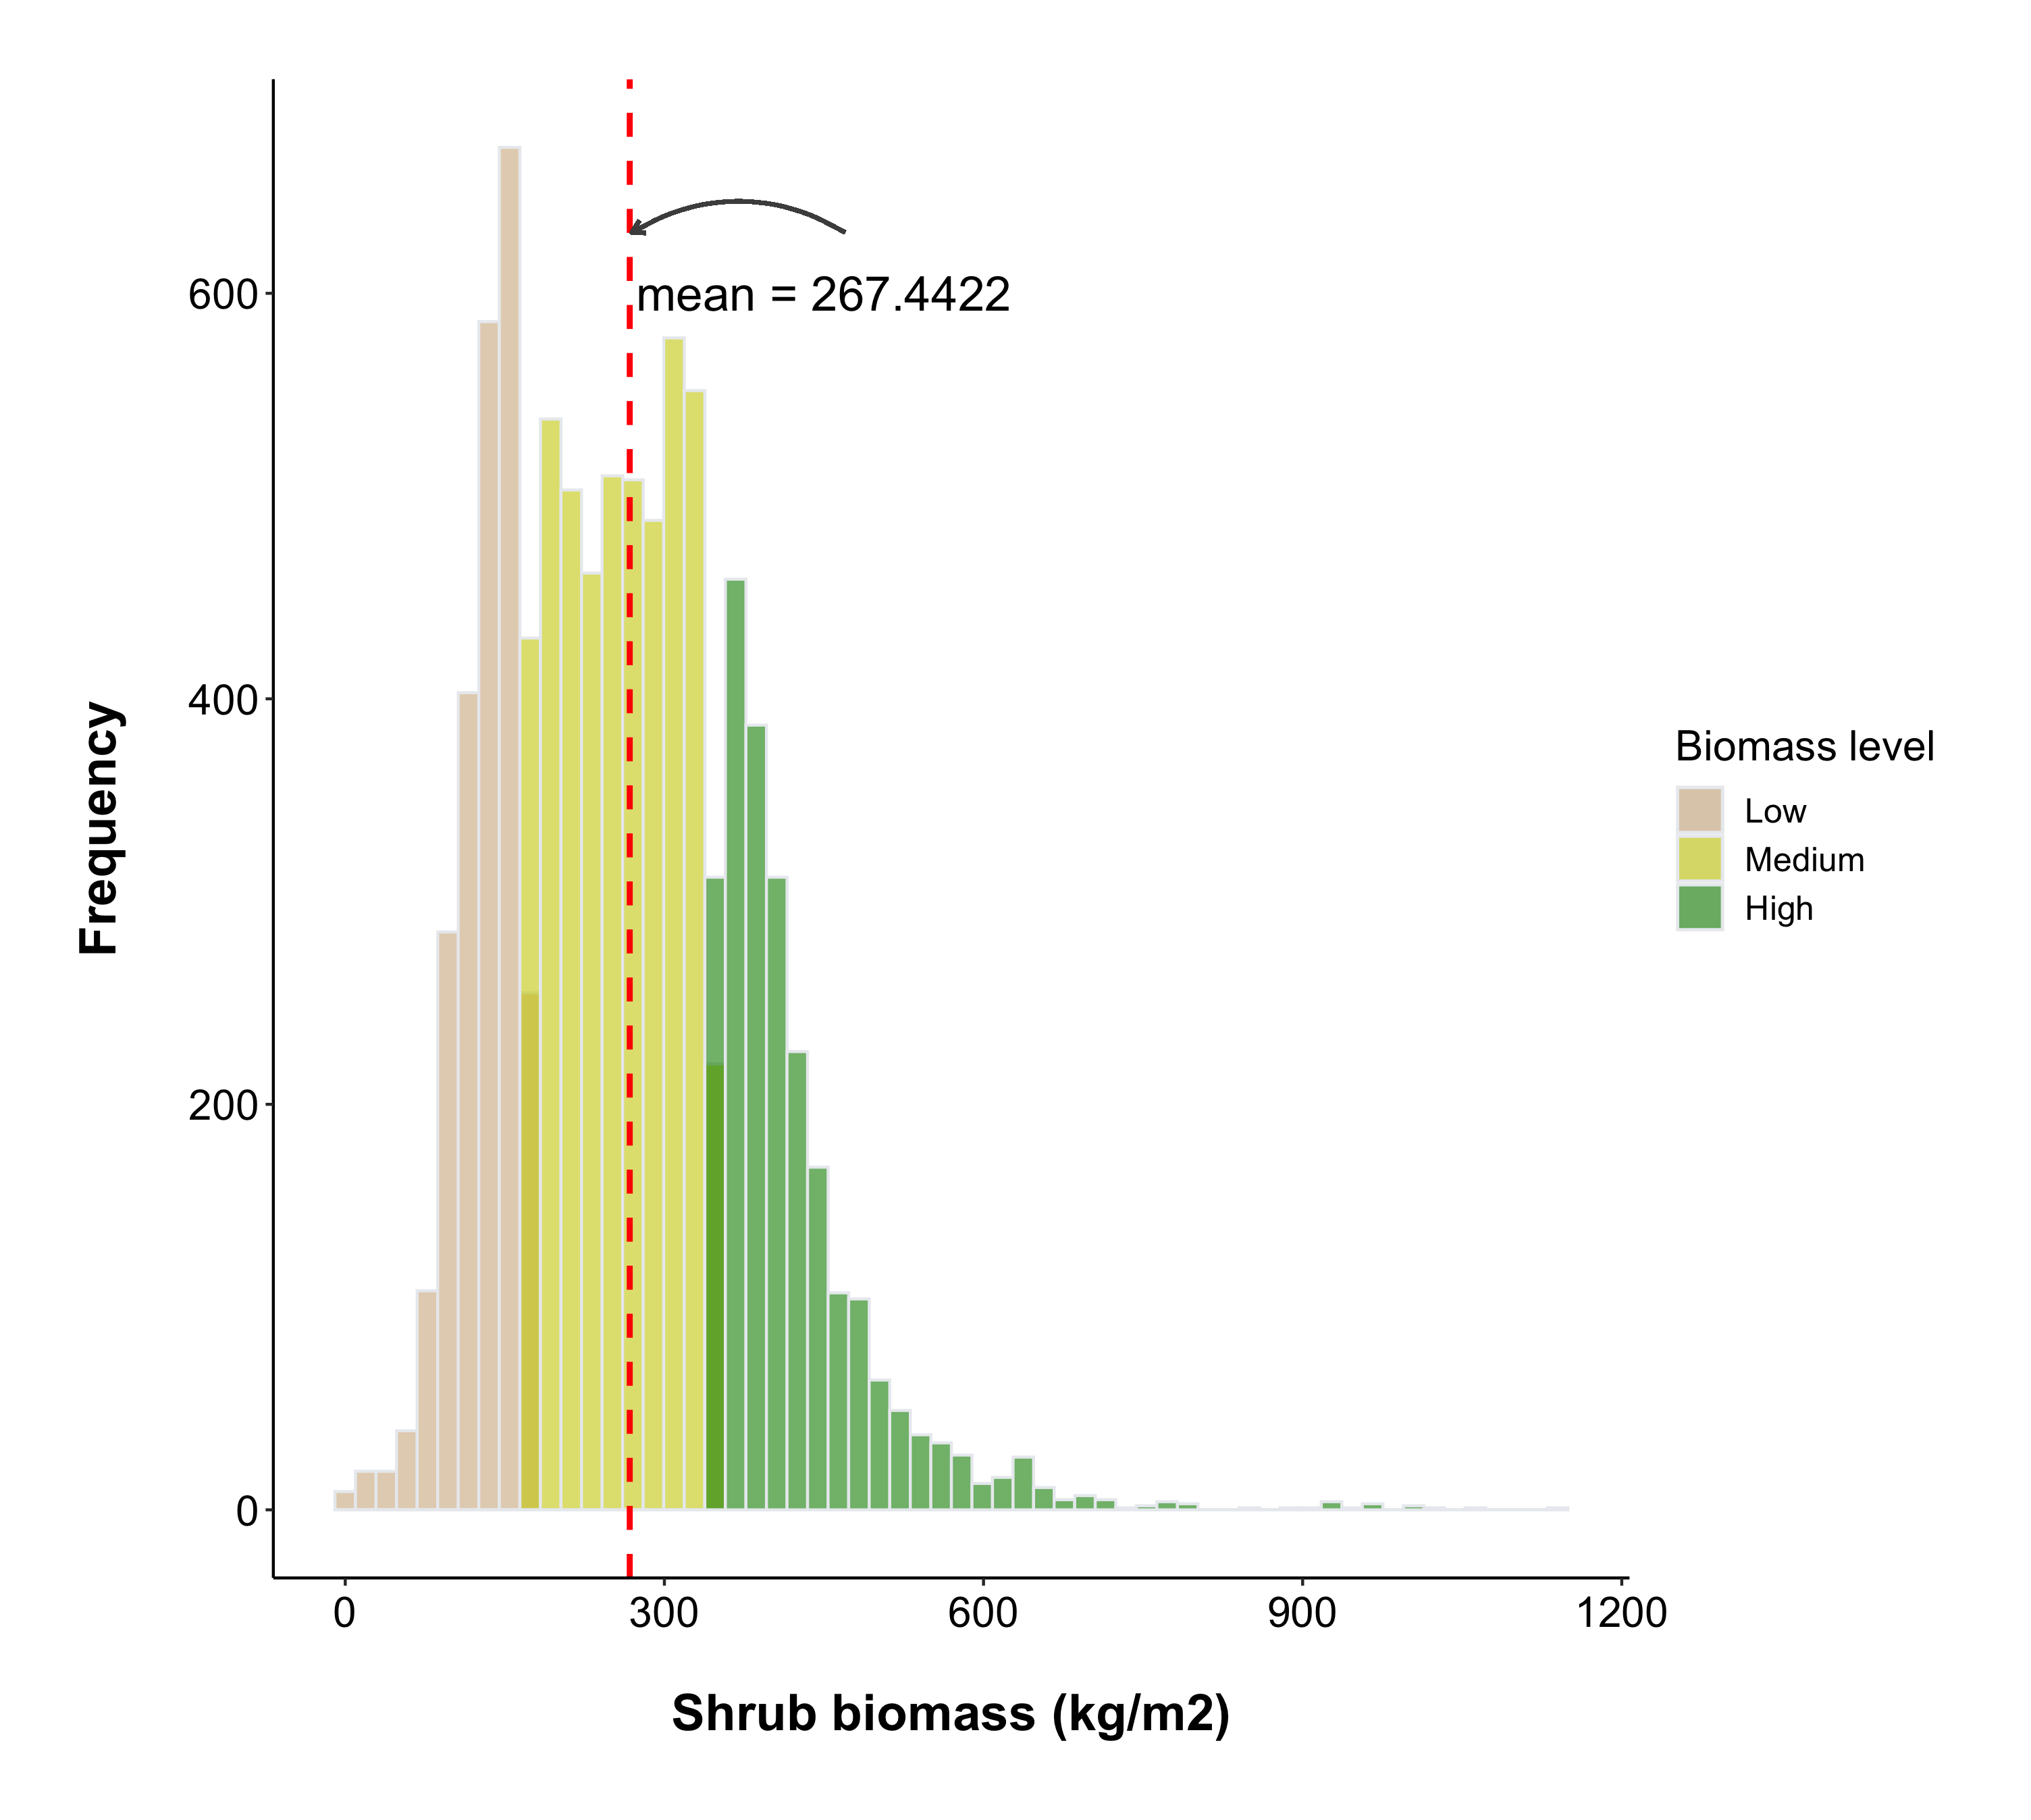 mean = 267.4422
600
400
200
0
Frequency
0 300 600 900 1200
Shrub biomass (kg/m2)
Biomass level
Low
Medium
High